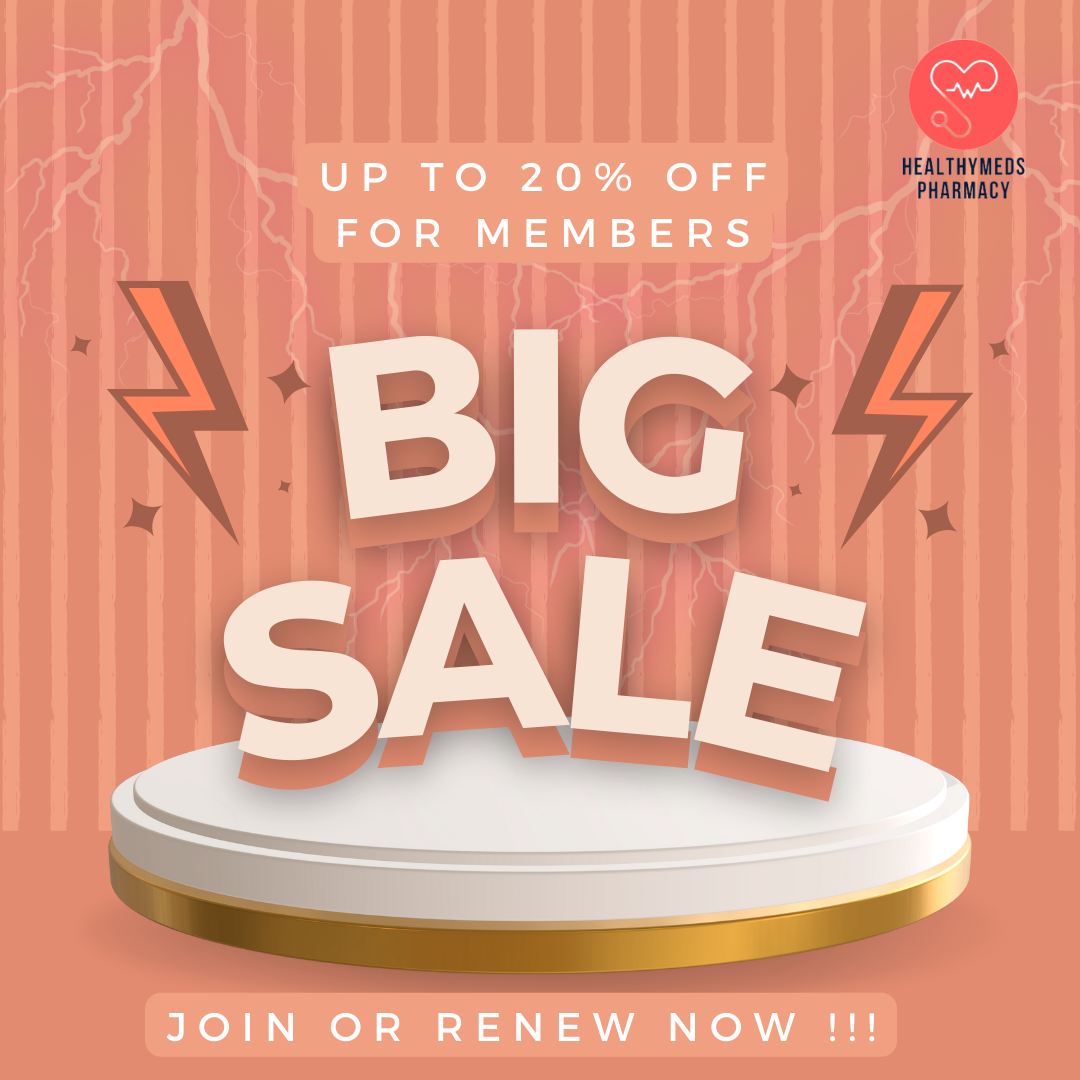 HEALTHYMEDS
PHARMACY
UP TO 20% OFF
FOR MEMBERS
BIG
SALE
JOIN OR RENEW NOW !!!